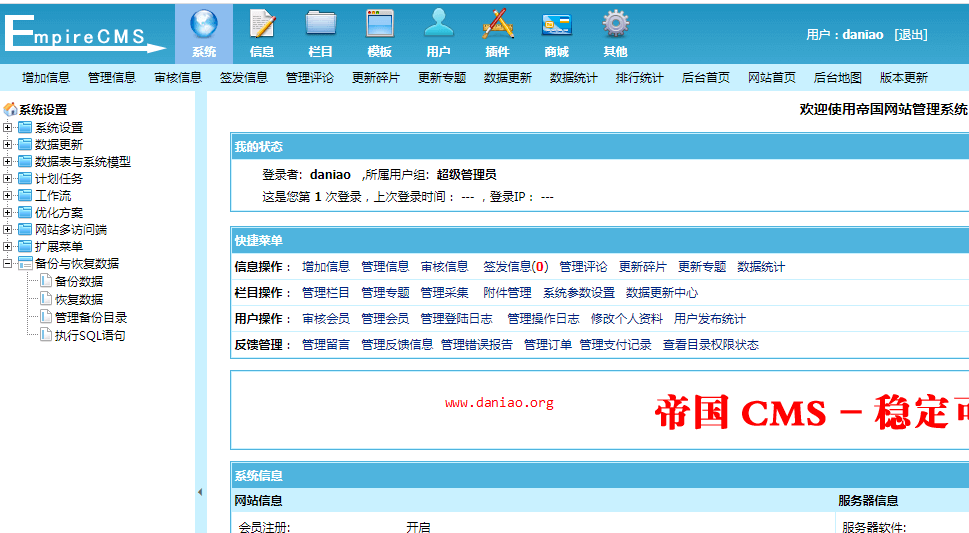 EmpireCMS
系统 信息 栏目 模板 用户 插件 商城 其他
用户：daniao [退出]
增加信息 管理信息 审核信息 签发信息 管理评论 更新碎片 更新专题 数据更新 数据统计 排行统计 后台首页 网站首页 后台地图 版本更新
系统设置
系统设置
数据更新
数据表与系统模型
计划任务
工作流
优化方案
网站多访问端
扩展菜单
备份与恢复数据
备份数据
恢复数据
管理备份目录
执行SQL语句
欢迎使用帝国网站管理系统
我的状态
登录者: daniao ,所属用户组: 超级管理员
这是您第 1 次登录，上次登录时间： --- ，登录IP： ---
快捷菜单
信息操作： 增加信息 管理信息 审核信息 签发信息(0) 管理评论 更新碎片 更新专题 数据统计
栏目操作： 管理栏目 管理专题 管理采集 附件管理 系统参数设置 数据更新中心
用户操作： 审核会员 管理会员 管理登陆日志 管理操作日志 修改个人资料 用户发布统计
反馈管理： 管理留言 管理反馈信息 管理错误报告 管理订单 管理支付记录 查看目录权限状态
www.daniao.org
帝国 CMS - 稳定可
系统信息
网站信息 服务器信息
会员注册: 开启 服务器软件: